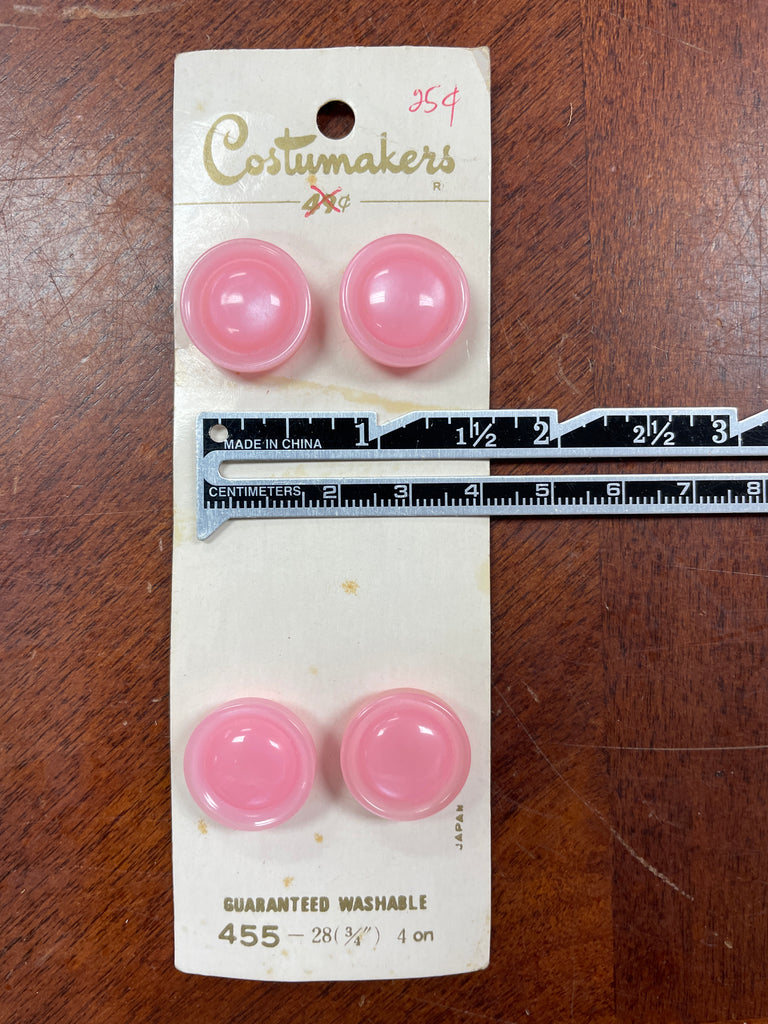 25¢
Costumakers
R
49¢
1 1½ 2 2½ 3
MADE IN CHINA
CENTIMETERS 2 3 4 5 6 7 8
JAPAN
GUARANTEED WASHABLE
455 – 28 (¾") 4 on